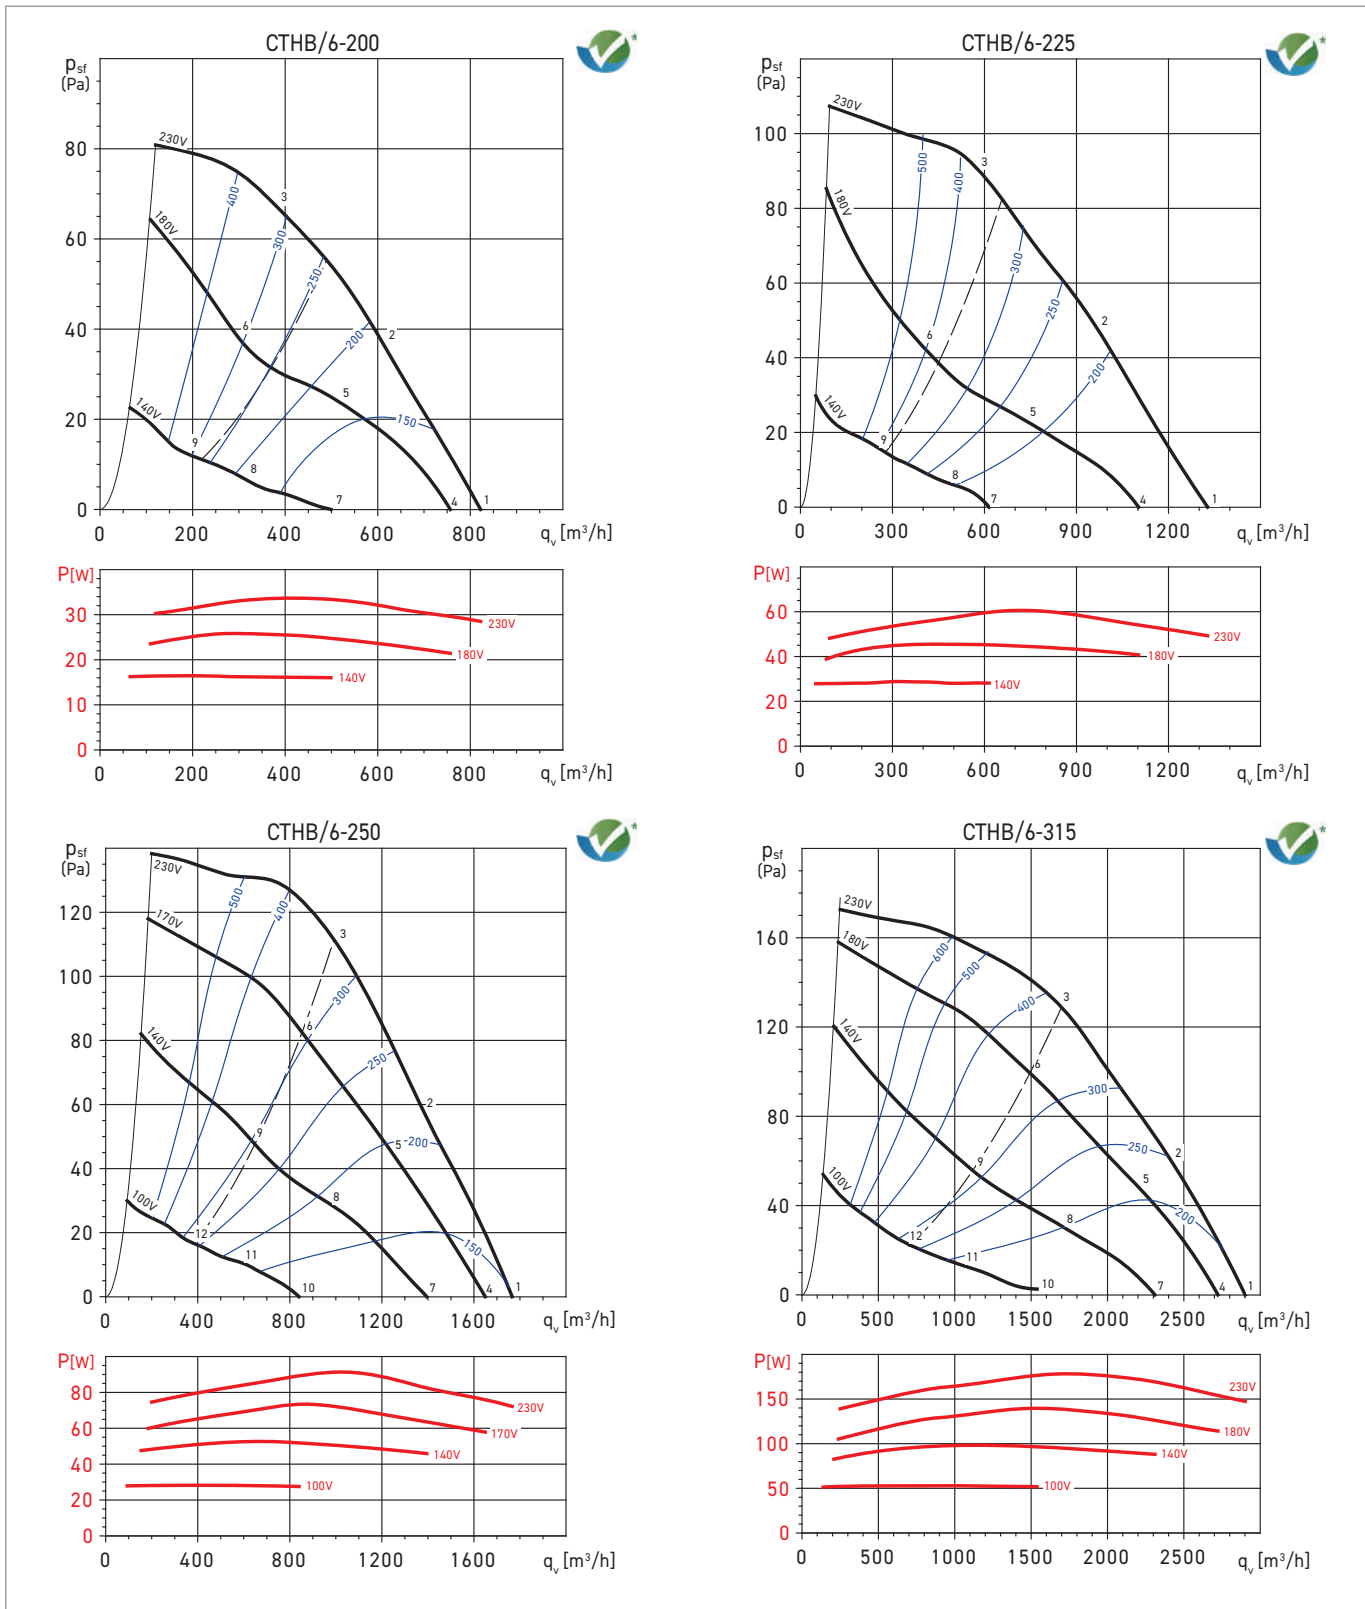 CTHB/6-200
psf
(Pa)
80
60
40
20
0
230V
180V
140V
400
300
250
200
150
3
2
1
6
5
4
9
8
7
0 200 400 600 800 qv [m³/h]
P[W]
30
20
10
0
230V
180V
140V
0 200 400 600 800 qv [m³/h]
*
CTHB/6-225
psf
(Pa)
100
80
60
40
20
0
230V
180V
140V
500
400
300
250
200
3
2
1
6
5
4
9
8
7
0 300 600 900 1200 qv [m³/h]
P[W]
60
40
20
0
230V
180V
140V
0 300 600 900 1200 qv [m³/h]
*
CTHB/6-250
psf
(Pa)
120
100
80
60
40
20
0
230V
170V
140V
100V
500
400
300
250
200
150
3
2
1
6
5
4
9
8
7
12
11
10
0 400 800 1200 1600 qv [m³/h]
P[W]
80
60
40
20
0
230V
170V
140V
100V
0 400 800 1200 1600 qv [m³/h]
*
CTHB/6-315
psf
(Pa)
160
120
80
40
0
230V
180V
140V
100V
600
500
400
300
250
200
3
2
1
6
5
4
9
8
7
12
11
10
0 500 1000 1500 2000 2500 qv [m³/h]
P[W]
150
100
50
0
230V
180V
140V
100V
0 500 1000 1500 2000 2500 qv [m³/h]
*